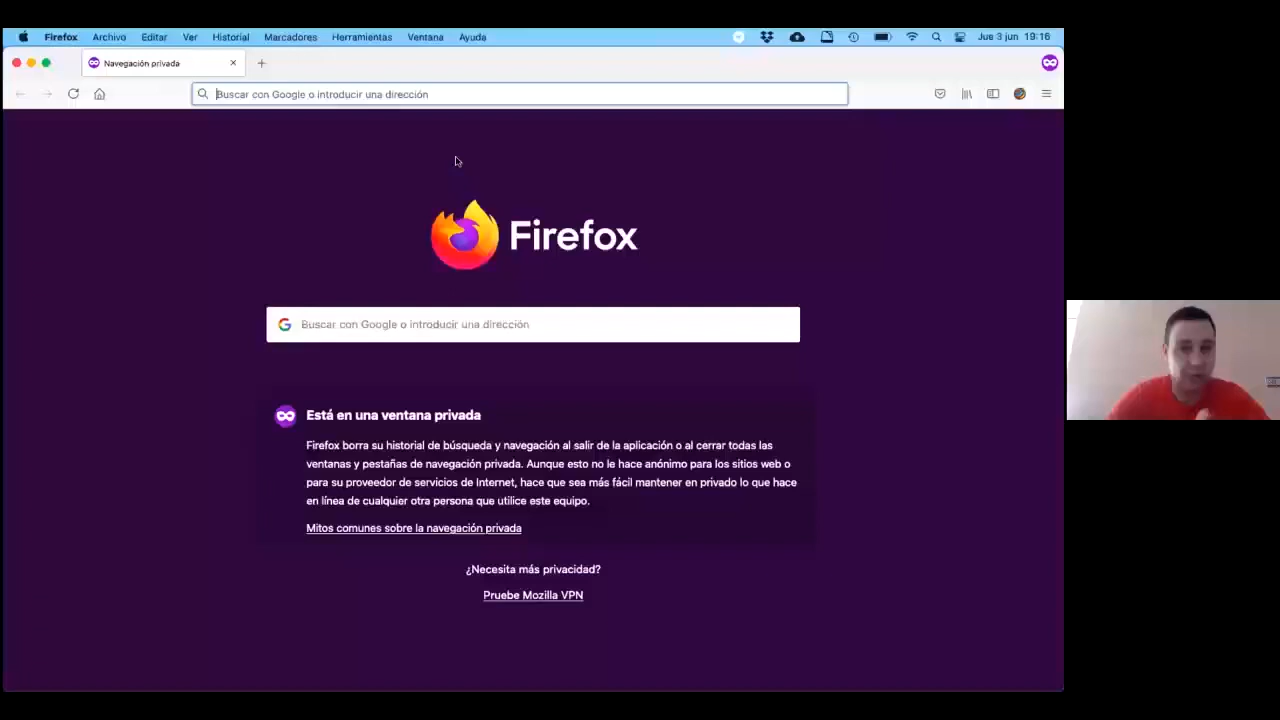 Firefox Archivo Editar Ver Historial Marcadores Herramientas Ventana Ayuda Jue 3 jun 19:16
Navegación privada
Buscar con Google o introducir una dirección
Firefox
Buscar con Google o introducir una dirección
Está en una ventana privada
Firefox borra su historial de búsqueda y navegación al salir de la aplicación o al cerrar todas las
ventanas y pestañas de navegación privada. Aunque esto no le hace anónimo para los sitios web o
para su proveedor de servicios de Internet, hace que sea más fácil mantener en privado lo que hace
en línea de cualquier otra persona que utilice este equipo.
Mitos comunes sobre la navegación privada
¿Necesita más privacidad?
Pruebe Mozilla VPN